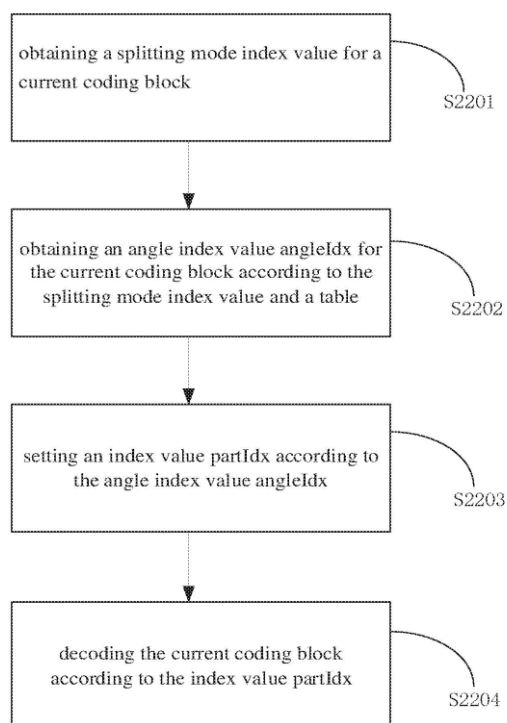 obtaining a splitting mode index value for a
current coding block
S2201
obtaining an angle index value angleIdx for
the current coding block according to the
splitting mode index value and a table
S2202
setting an index value partIdx according to
the angle index value angleIdx
S2203
decoding the current coding block
according to the index value partIdx
S2204